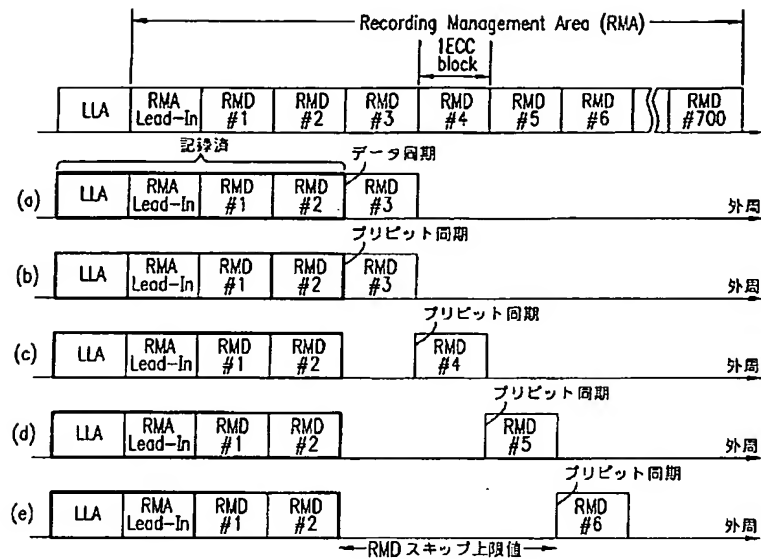 Recording Management Area (RMA)
1ECC
block
LLA
RMA
Lead-In
RMD
#1
RMD
#2
RMD
#3
RMD
#4
RMD
#5
RMD
#6
RMD
#700
記録済
データ同期
(a)
LLA
RMA
Lead-In
RMD
#1
RMD
#2
RMD
#3
外周
プリピット同期
(b)
LLA
RMA
Lead-In
RMD
#1
RMD
#2
RMD
#3
外周
プリピット同期
(c)
LLA
RMA
Lead-In
RMD
#1
RMD
#2
RMD
#4
外周
プリピット同期
(d)
LLA
RMA
Lead-In
RMD
#1
RMD
#2
RMD
#5
外周
プリピット同期
(e)
LLA
RMA
Lead-In
RMD
#1
RMD
#2
RMD
#6
外周
RMDスキップ上限値